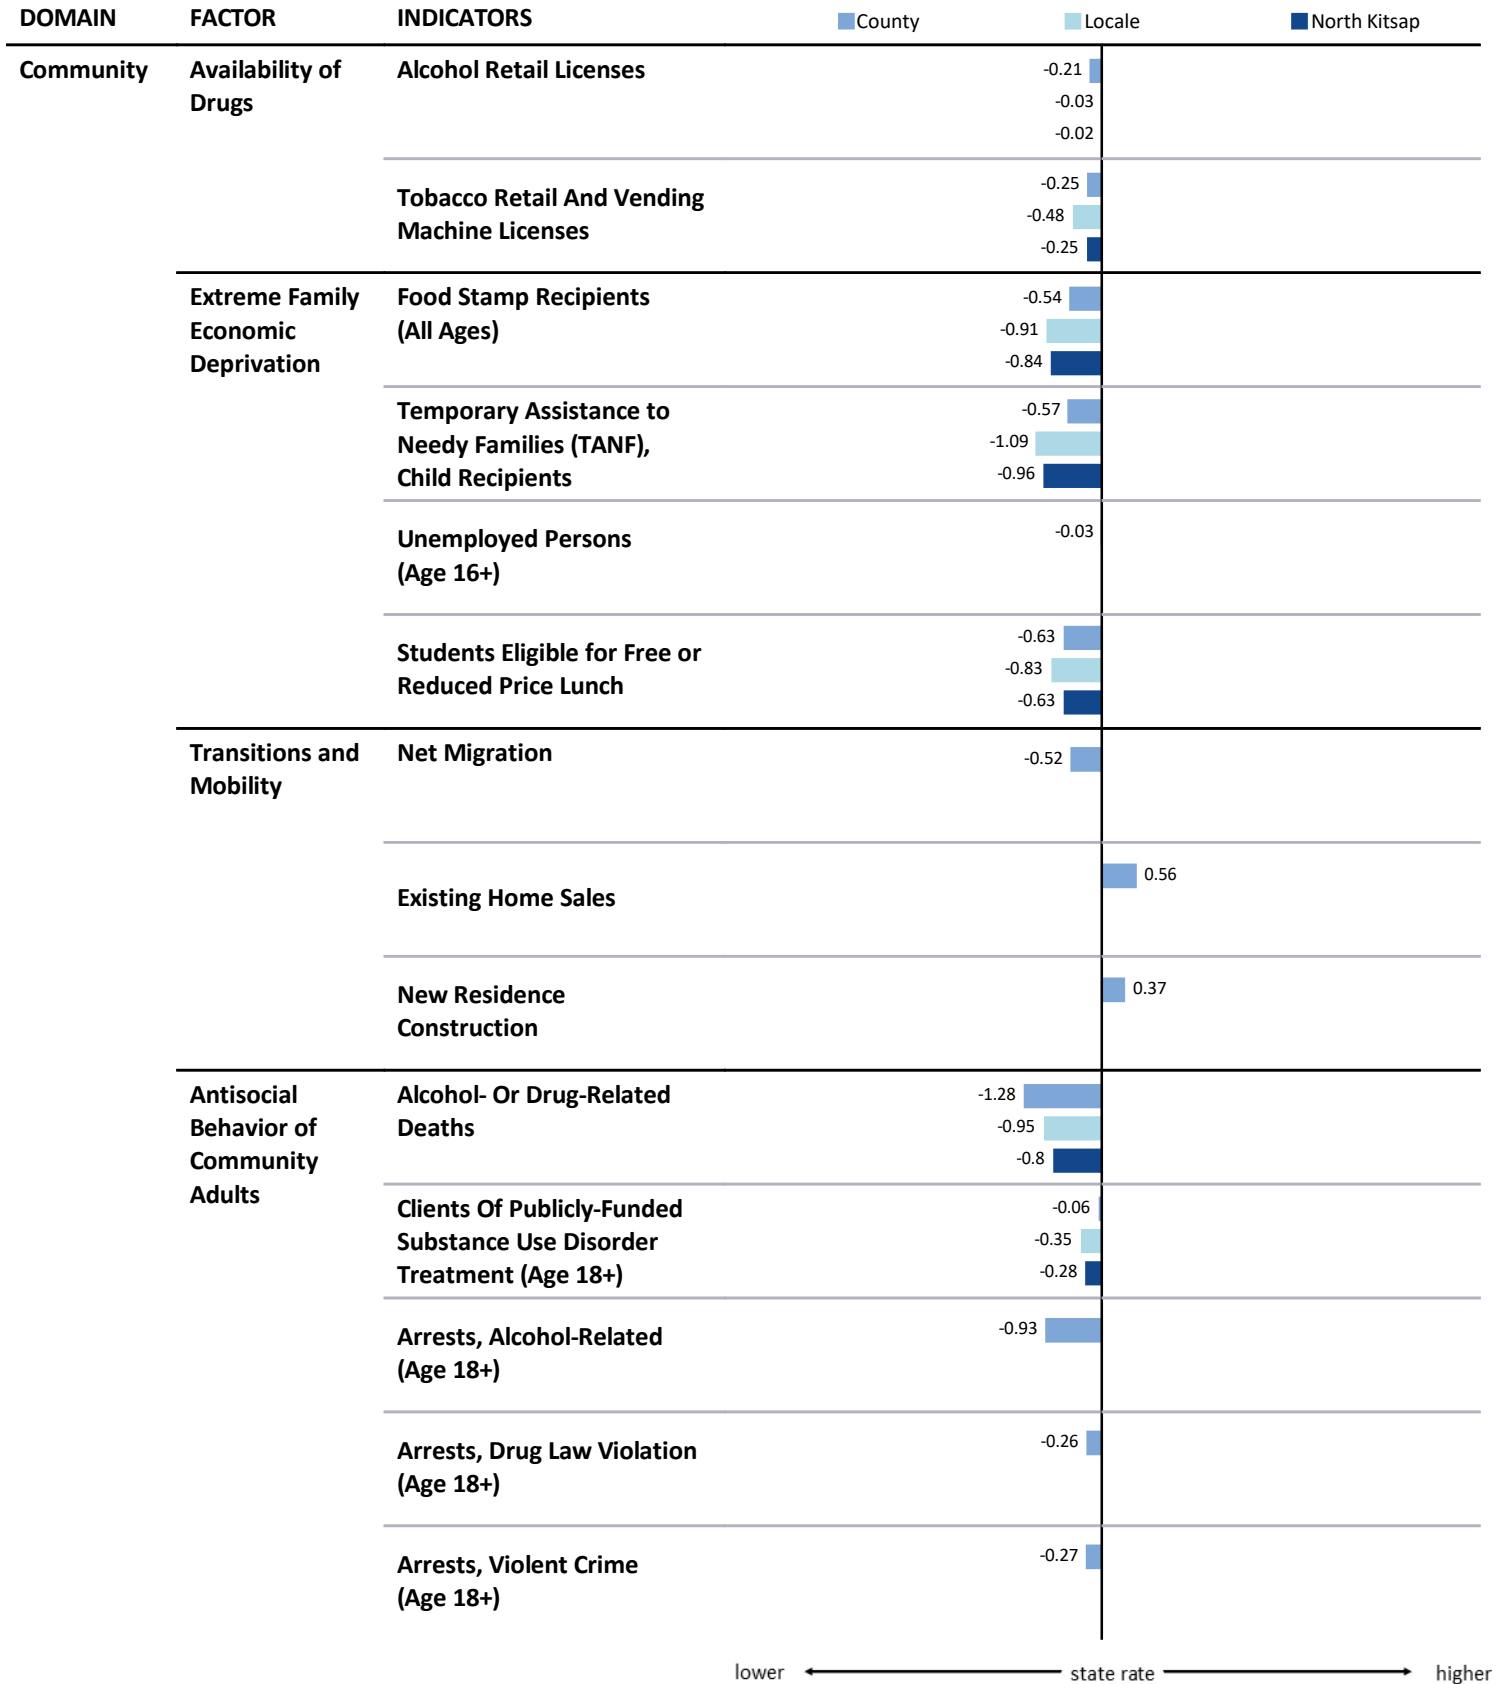 DOMAIN FACTOR INDICATORS County Locale North Kitsap
Community Availability of Drugs Alcohol Retail Licenses
-0.21
-0.03
-0.02
Tobacco Retail And Vending
Machine Licenses
-0.25
-0.48
-0.25
Extreme Family
Economic
Deprivation
Food Stamp Recipients
(All Ages)
-0.54
-0.91
-0.84
Temporary Assistance to
Needy Families (TANF),
Child Recipients
-0.57
-1.09
-0.96
Unemployed Persons
(Age 16+)
-0.03
Students Eligible for Free or
Reduced Price Lunch
-0.63
-0.83
-0.63
Transitions and
Mobility
Net Migration
-0.52
Existing Home Sales
0.56
New Residence
Construction
0.37
Antisocial
Behavior of
Community
Adults
Alcohol- Or Drug-Related
Deaths
-1.28
-0.95
-0.8
Clients Of Publicly-Funded
Substance Use Disorder
Treatment (Age 18+)
-0.06
-0.35
-0.28
Arrests, Alcohol-Related
(Age 18+)
-0.93
Arrests, Drug Law Violation
(Age 18+)
-0.26
Arrests, Violent Crime
(Age 18+)
-0.27
lower state rate higher